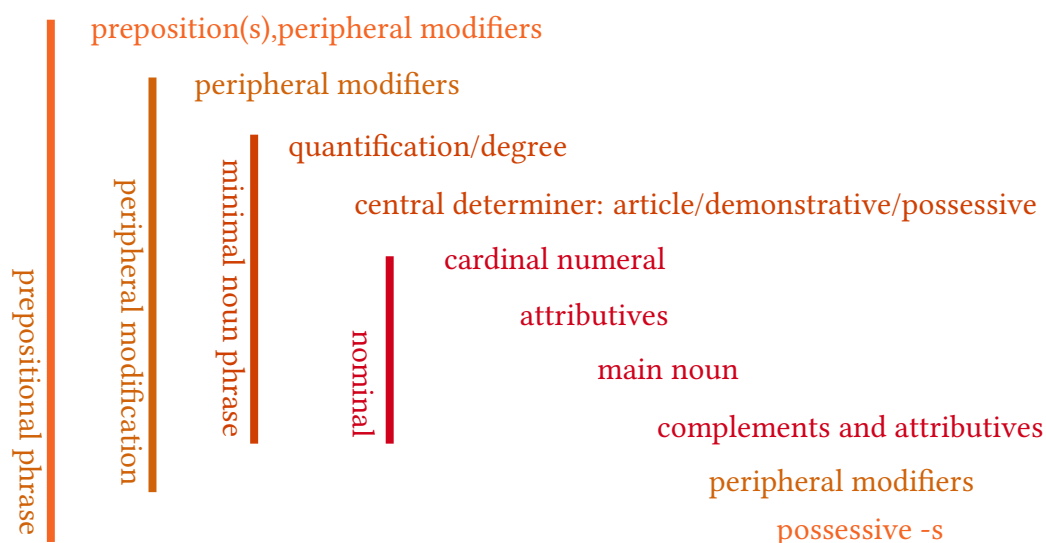 preposition(s),peripheral modifiers
peripheral modifiers
quantification/degree
central determiner: article/demonstrative/possessive
cardinal numeral
attributives
main noun
complements and attributives
peripheral modifiers
possessive -s
prepositional phrase
peripheral modification
minimal noun phrase
nominal